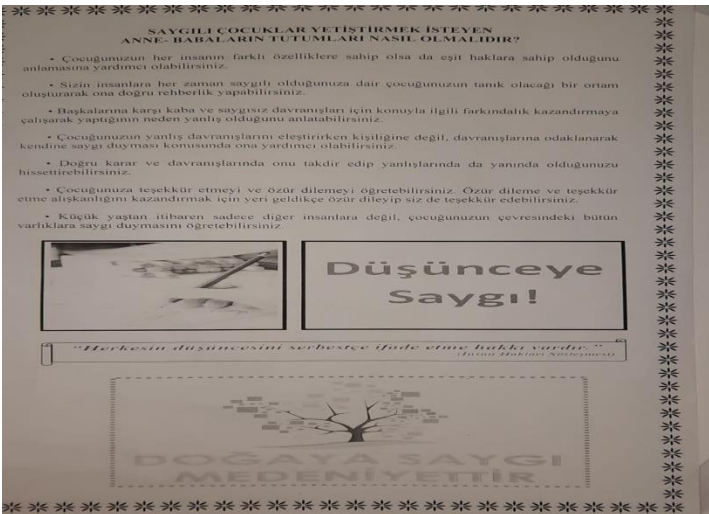 SAYGILI ÇOCUKLAR YETİŞTİRMEK İSTEYEN
ANNE- BABALARIN TUTUMLARI NASIL OLMALIDIR?
• Çocuğunuzun her insanın farklı özelliklere sahip olsa da eşit haklara sahip olduğunu
anlamasına yardımcı olabilirsiniz.
• Sizin insanlara her zaman saygılı olduğunuza dair çocuğunuzun tanık olacağı bir ortam
oluşturarak ona doğru rehberlik yapabilirsiniz.
• Başkalarına karşı kaba ve saygısız davranışları için konuyla ilgili farkındalık kazandırmaya
çalışarak yaptığının neden yanlış olduğunu anlatabilirsiniz.
• Çocuğunuzun yanlış davranışlarını eleştirirken kişiliğine değil, davranışlarına odaklanarak
kendine saygı duyması konusunda ona yardımcı olabilirsiniz.
• Doğru karar ve davranışlarında onu takdir edip yanlışlarında da yanında olduğunuzu
hissettirebilirsiniz.
• Çocuğunuza teşekkür etmeyi ve özür dilemeyi öğretebilirsiniz. Özür dileme ve teşekkür
etme alışkanlığını kazandırmak için yeri geldikçe özür dileyip siz de teşekkür edebilirsiniz.
• Küçük yaştan itibaren sadece diğer insanlara değil, çocuğunuzun çevresindeki bütün
varlıklara saygı duymasını öğretebilirsiniz.
Düşünceye
Saygı!
"Herkesin düşüncesini serbestçe ifade etme hakkı vardır."
(İnsan Hakları Sözleşmesi)
DOĞAYA SAYGI
MEDENİYETTİR